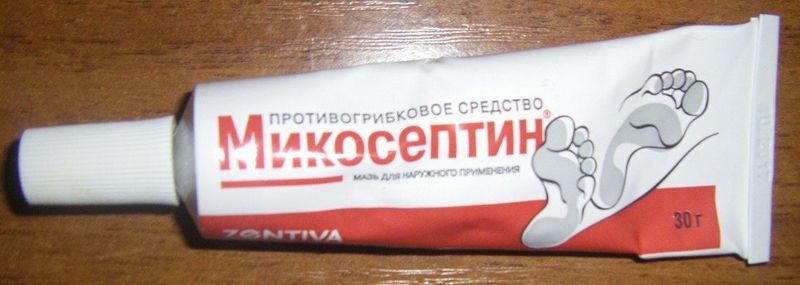 ПРОТИВОГРИБКОВОЕ СРЕДСТВО
Микосептин®
МАЗЬ ДЛЯ НАРУЖНОГО ПРИМЕНЕНИЯ
30 г
ZENTIVA